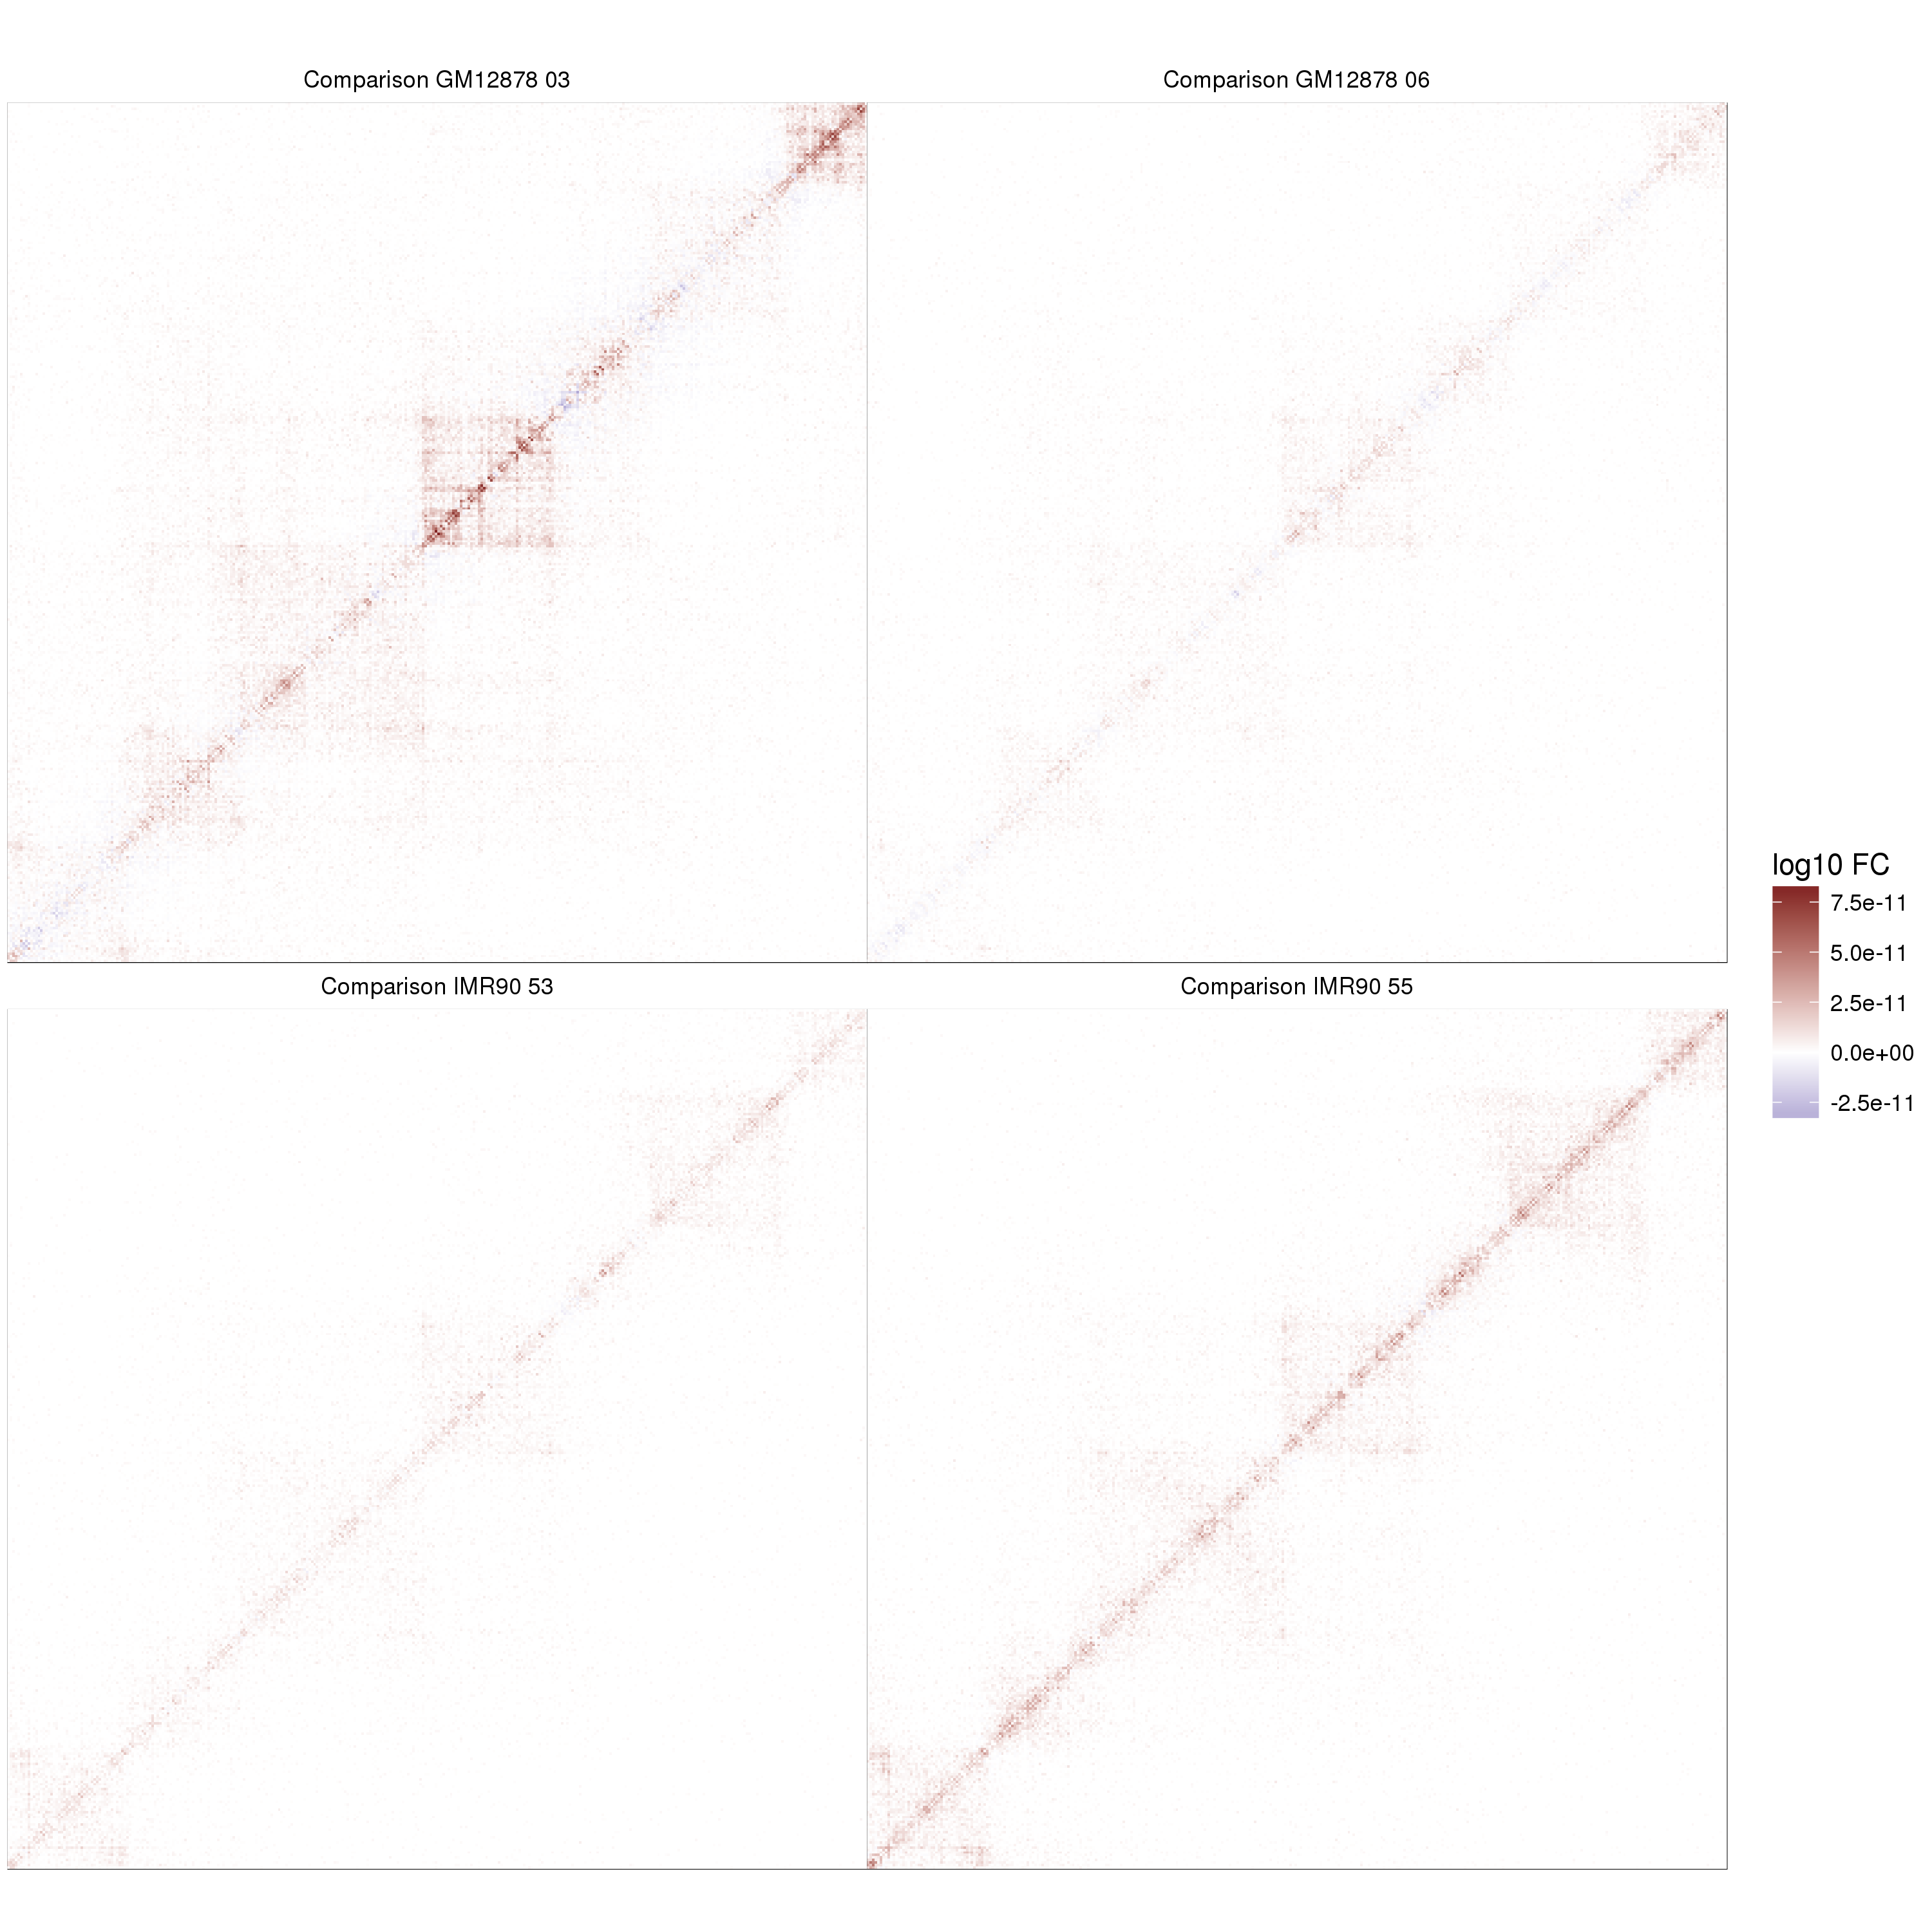 Comparison GM12878 03
Comparison GM12878 06
log10 FC
7.5e-11
5.0e-11
2.5e-11
0.0e+00
-2.5e-11
Comparison IMR90 53
Comparison IMR90 55